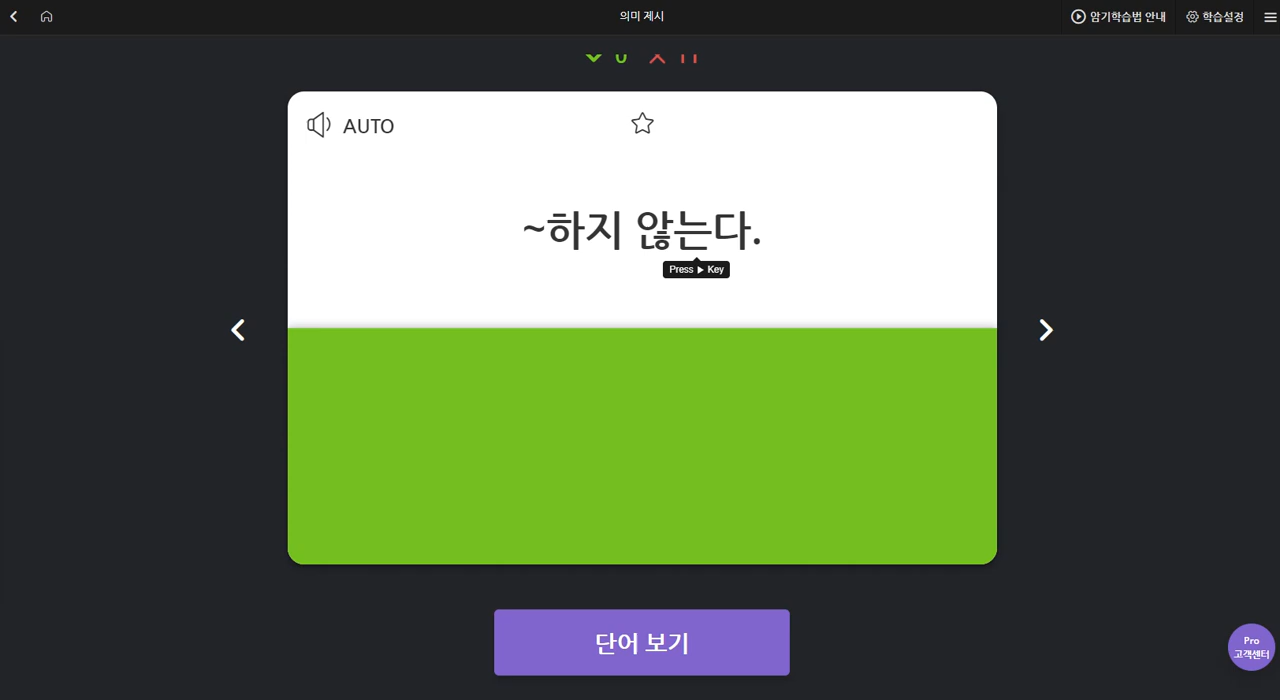 의미 제시
암기학습법 안내
학습설정
AUTO
~하지 않는다.
Press ▶ Key
단어 보기
Pro
고객센터